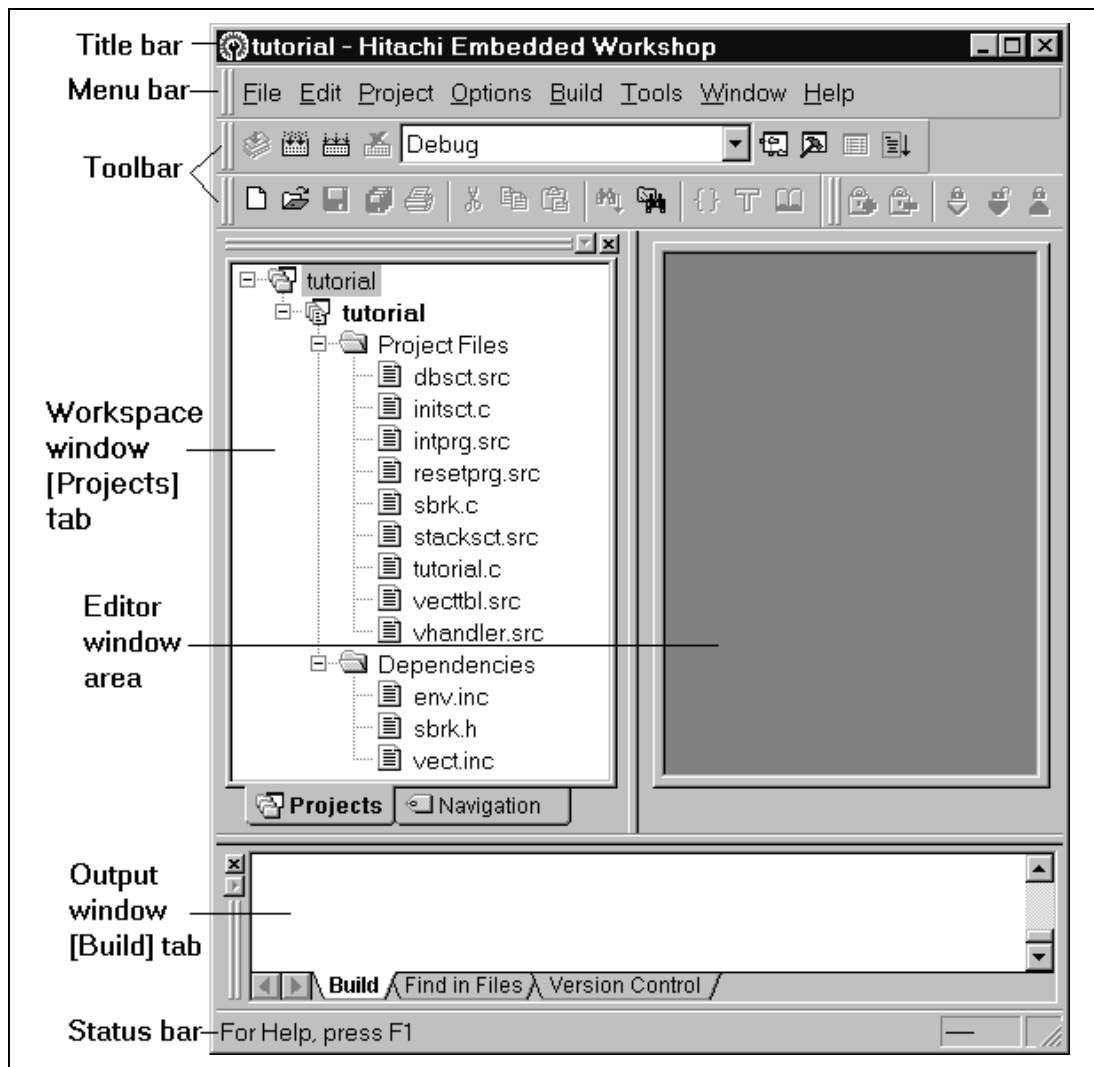 Title bar
tutorial - Hitachi Embedded Workshop
Menu bar
File Edit Project Options Build Tools Window Help
Toolbar
Debug
Workspace
window
[Projects]
tab
tutorial
tutorial
Project Files
dbsct.src
initsct.c
intprg.src
resetprg.src
sbrk.c
stacksct.src
tutorial.c
vecttbl.src
vhandler.src
Dependencies
env.inc
sbrk.h
vect.inc
Editor
window
area
Projects Navigation
Output
window
[Build] tab
Build Find in Files Version Control
Status bar
For Help, press F1